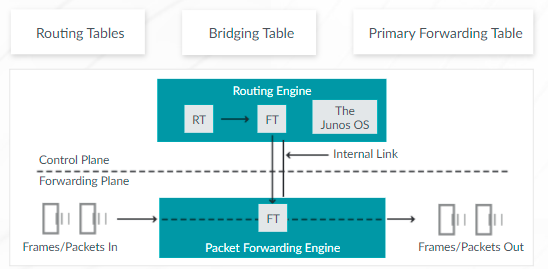 Routing Tables
Bridging Table
Primary Forwarding Table
Routing Engine
RT
FT
The
Junos OS
Internal Link
Control Plane
Forwarding Plane
FT
Frames/Packets In
Packet Forwarding Engine
Frames/Packets Out